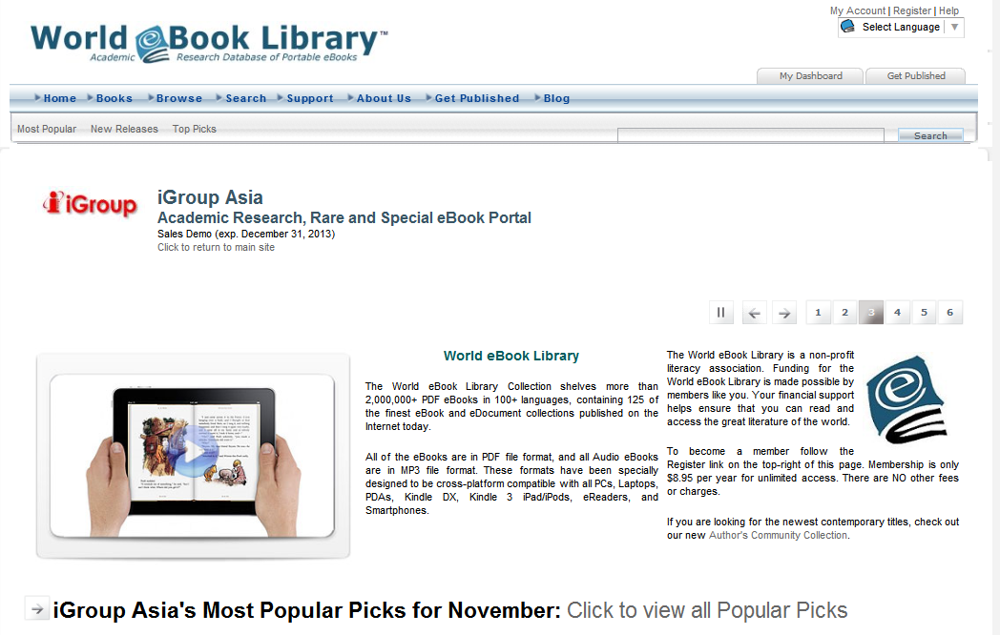 My Account | Register | Help
Select Language
World eBook Library™
Academic Research Database of Portable eBooks
My Dashboard Get Published
Home Books Browse Search Support About Us Get Published Blog
Most Popular New Releases Top Picks
Search
iGroup
iGroup Asia
Academic Research, Rare and Special eBook Portal
Sales Demo (exp. December 31, 2013)
Click to return to main site
1 2 3 4 5 6
World eBook Library
The World eBook Library Collection shelves more than
2,000,000+ PDF eBooks in 100+ languages, containing 125 of
the finest eBook and eDocument collections published on the
Internet today.
All of the eBooks are in PDF file format, and all Audio eBooks
are in MP3 file format. These formats have been specially
designed to be cross-platform compatible with all PCs, Laptops,
PDAs, Kindle DX, Kindle 3 iPad/iPods, eReaders, and
Smartphones.
The World eBook Library is a non-profit
literacy association. Funding for the
World eBook Library is made possible by
members like you. Your financial support
helps ensure that you can read and
access the great literature of the world.
To become a member follow the
Register link on the top-right of this page. Membership is only
$8.95 per year for unlimited access. There are NO other fees
or charges.
If you are looking for the newest contemporary titles, check out
our new Author's Community Collection.
iGroup Asia's Most Popular Picks for November: Click to view all Popular Picks